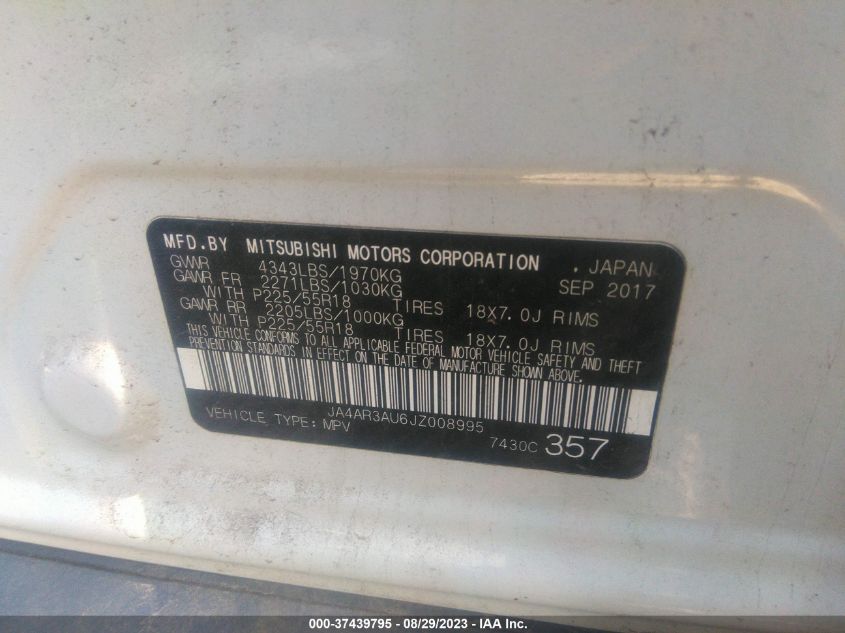 MFD.BY MITSUBISHI MOTORS CORPORATION . JAPAN
GVWR 4343LBS/1970KG SEP 2017
GAWR FR 2271LBS/1030KG
WITH P225/55R18 TIRES 18X7.0J RIMS
GAWR RR 2205LBS/1000KG
WITH P225/55R18 TIRES 18X7.0J RIMS
THIS VEHICLE CONFORMS TO ALL APPLICABLE FEDERAL MOTOR VEHICLE SAFETY AND THEFT
PREVENTION STANDARDS IN EFFECT ON THE DATE OF MANUFACTURE SHOWN ABOVE.
JA4AR3AU6JZ008995
VEHICLE TYPE: MPV 7430C 357
000-37439795 - 08/29/2023 - IAA Inc.